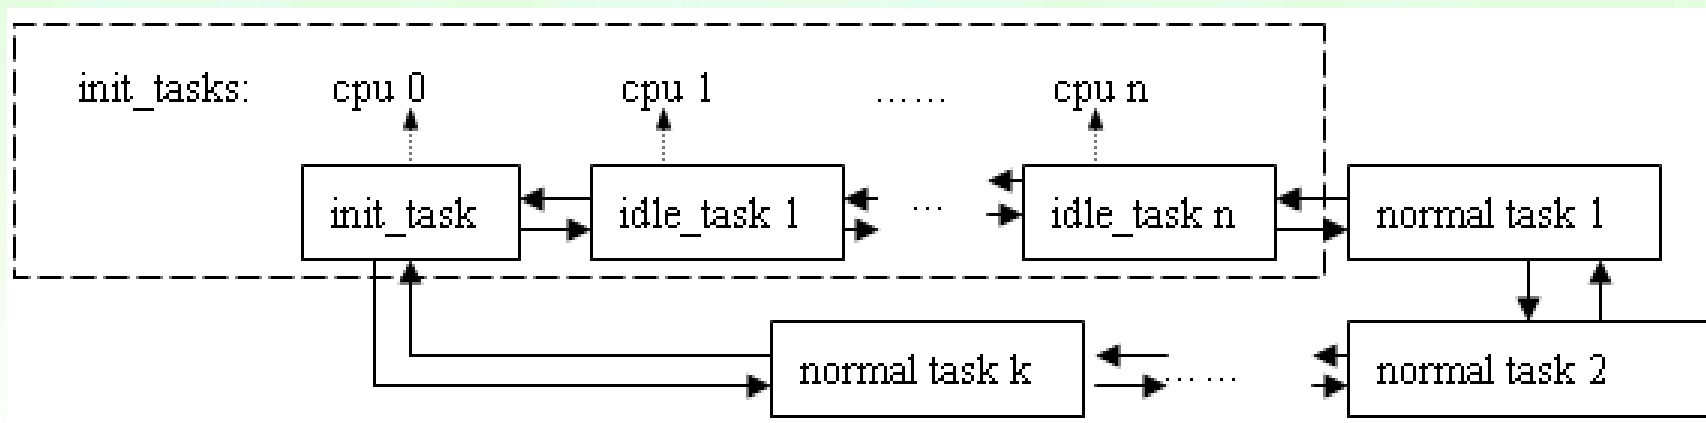 init_tasks: cpu 0 cpu 1 ...... cpu n
init_task idle_task 1 ... idle_task n normal task 1
normal task k ...... normal task 2